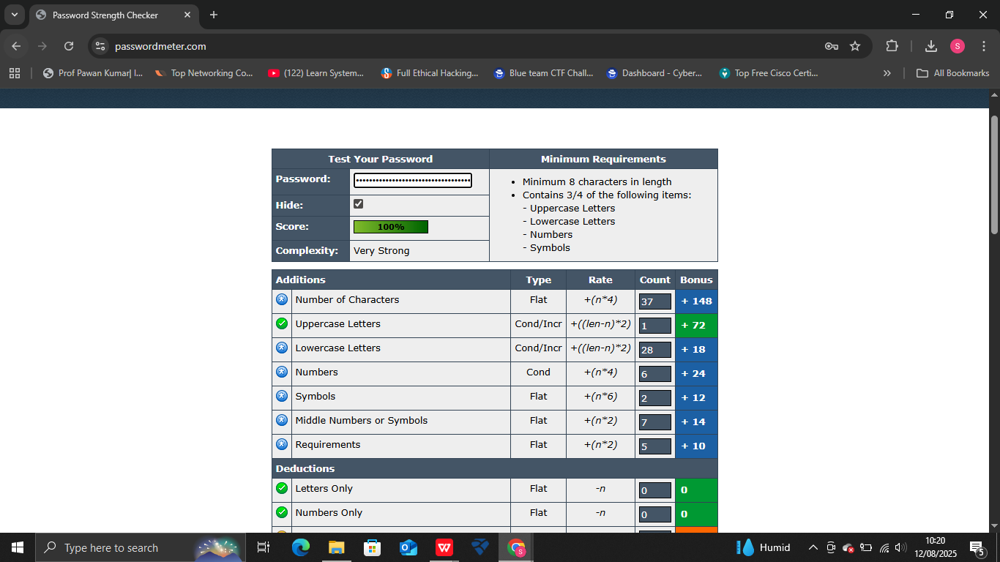 Password Strength Checker
passwordmeter.com
S
Prof Pawan Kumar| I...
Top Networking Co...
(122) Learn System...
Full Ethical Hacking...
Blue team CTF Chall...
Dashboard - Cyber...
Top Free Cisco Certi...
All Bookmarks
Test Your Password Minimum Requirements
Password: •••••••••••••••••••••••••••••••••••
Hide:
Score: 100%
Complexity: Very Strong
• Minimum 8 characters in length
• Contains 3/4 of the following items:
- Uppercase Letters
- Lowercase Letters
- Numbers
- Symbols
Additions Type Rate Count Bonus
Number of Characters Flat +(n*4) 37 + 148
Uppercase Letters Cond/Incr +((len-n)*2) 1 + 72
Lowercase Letters Cond/Incr +((len-n)*2) 28 + 18
Numbers Cond +(n*4) 6 + 24
Symbols Flat +(n*6) 2 + 12
Middle Numbers or Symbols Flat +(n*2) 7 + 14
Requirements Flat +(n*2) 5 + 10
Deductions
Letters Only Flat -n 0 0
Numbers Only Flat -n 0 0
Type here to search
W
S
Humid
10:20
12/08/2025
5